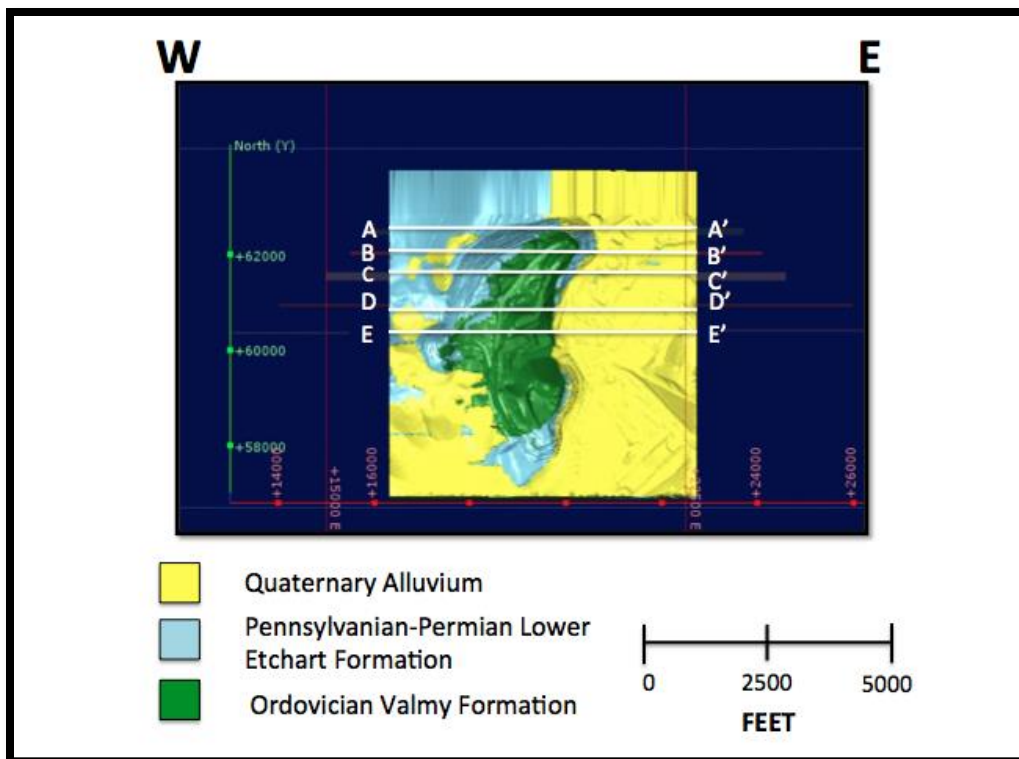 W E
North (Y)
A A'
B B'
+62000
C C'
D D'
E E'
+60000
+58000
+14000
+15000 E
+16000
+24000
+26000
Quaternary Alluvium
Pennsylvanian-Permian Lower
Etchart Formation
Ordovician Valmy Formation
0 2500 5000
FEET